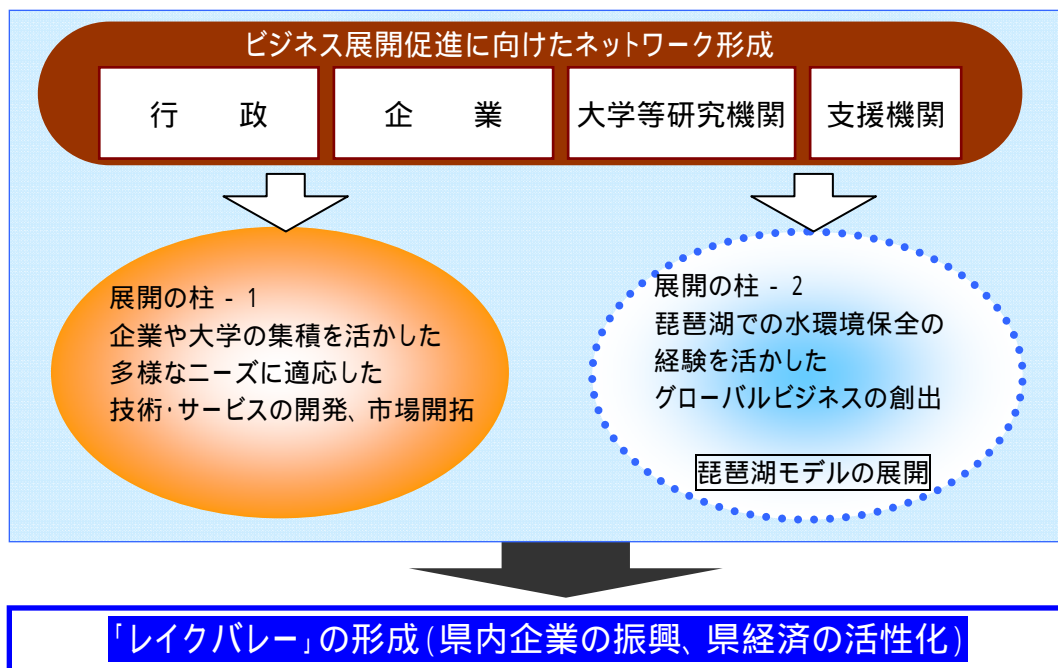 ビジネス展開促進に向けたネットワーク形成
行　政
企　業
大学等研究機関
支援機関
展開の柱 - 1
企業や大学の集積を活かした
多様なニーズに適応した
技術・サービスの開発、市場開拓
展開の柱 - 2
琵琶湖での水環境保全の
経験を活かした
グローバルビジネスの創出
琵琶湖モデルの展開
「レイクバレー」の形成(県内企業の振興、県経済の活性化)